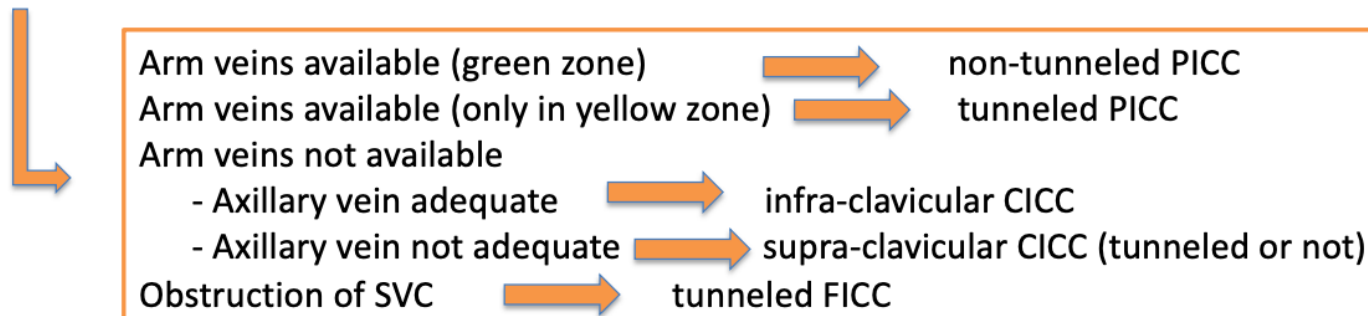 Arm veins available (green zone) non-tunneled PICC
Arm veins available (only in yellow zone) tunneled PICC
Arm veins not available
- Axillary vein adequate infra-clavicular CICC
- Axillary vein not adequate supra-clavicular CICC (tunneled or not)
Obstruction of SVC tunneled FICC